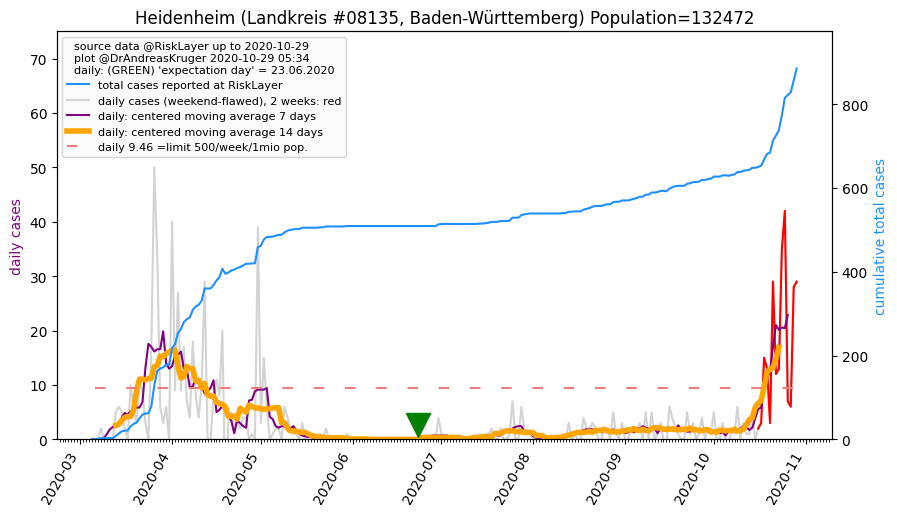 Heidenheim (Landkreis #08135, Baden-Württemberg) Population=132472
source data @RiskLayer up to 2020-10-29
plot @DrAndreasKruger 2020-10-29 05:34
daily: (GREEN) 'expectation day' = 23.06.2020
total cases reported at RiskLayer
daily cases (weekend-flawed), 2 weeks: red
daily: centered moving average 7 days
daily: centered moving average 14 days
daily 9.46 =limit 500/week/1mio pop.
daily cases
70
60
50
40
30
20
10
0
cumulative total cases
800
600
400
200
0
2020-03
2020-04
2020-05
2020-06
2020-07
2020-08
2020-09
2020-10
2020-11